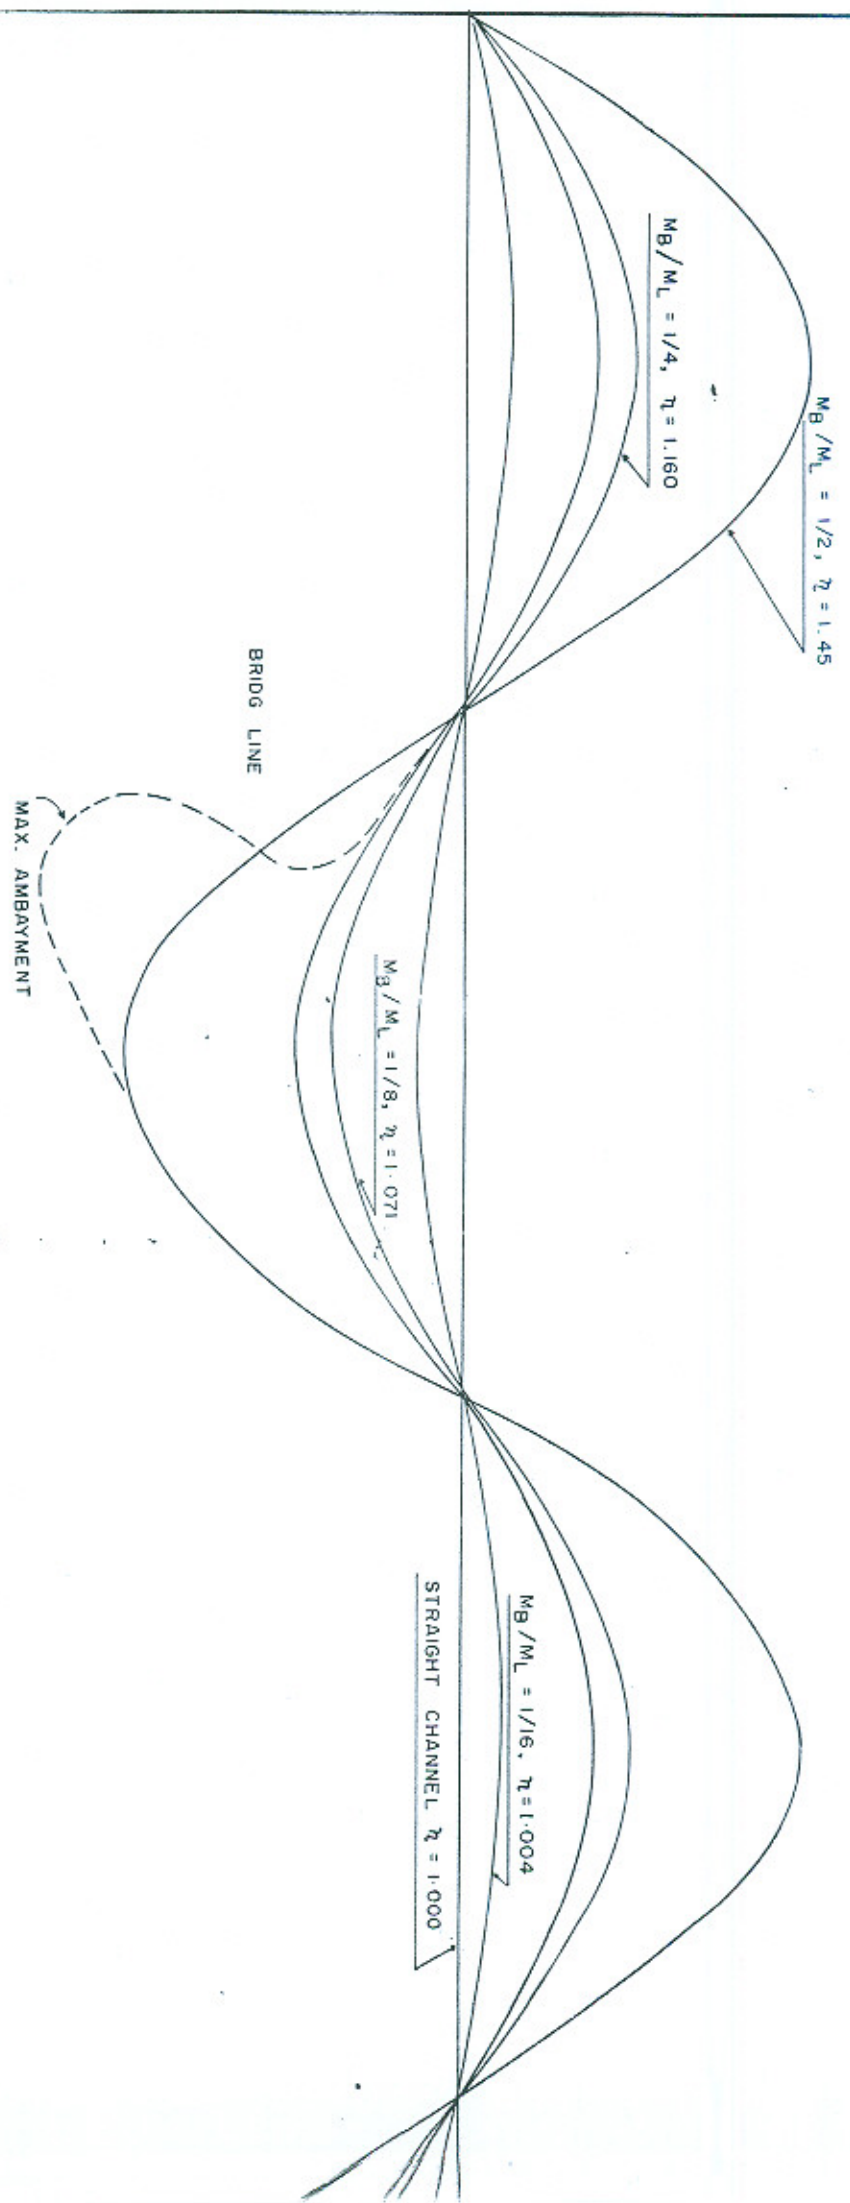 M_B/M_L = 1/2, η = 1.45
M_B/M_L = 1/4, η = 1.160
BRIDG LINE
MAX. AMBAYMENT
M_B/M_L = 1/8, η = 1.071
M_B/M_L = 1/16, η = 1.004
STRAIGHT CHANNEL η = 1.000